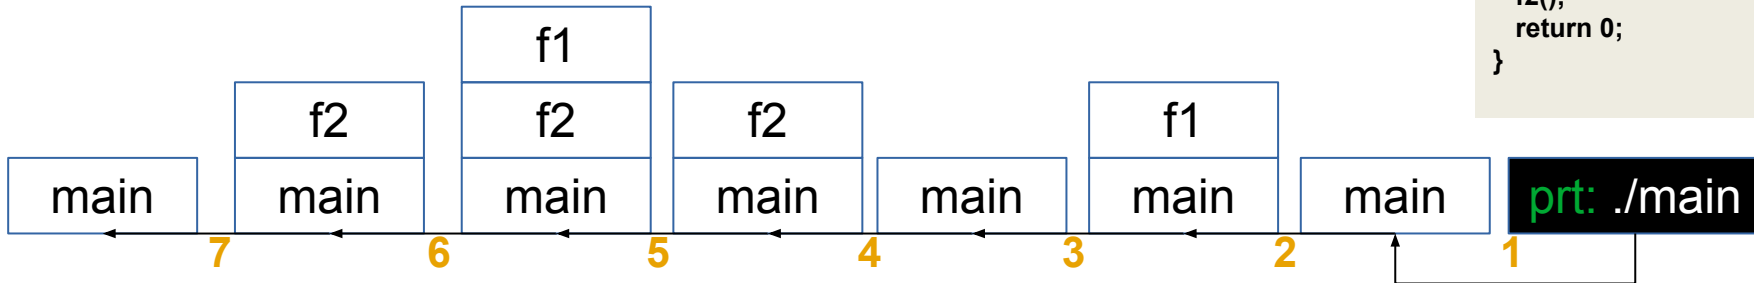 f2();
return 0;
}
f1
f2 f2 f2 f1
main main main main main main main prt: ./main
7 6 5 4 3 2 1